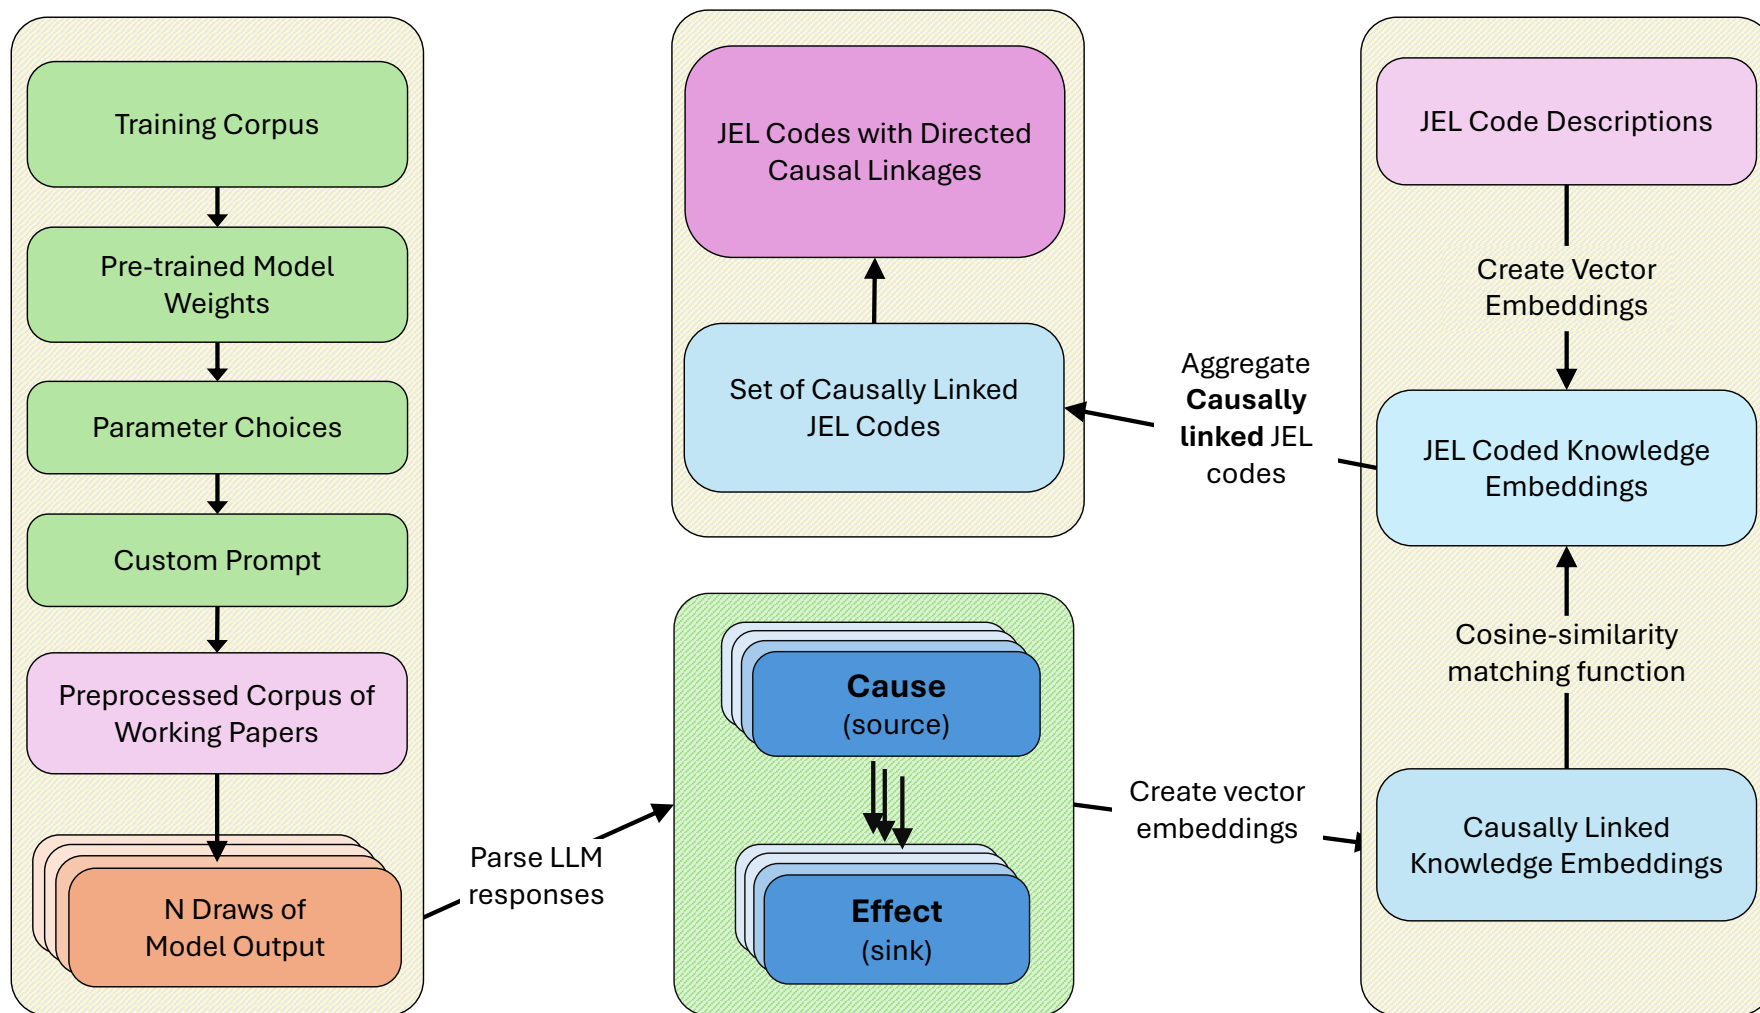 Training Corpus
Pre-trained Model
Weights
Parameter Choices
Custom Prompt
Preprocessed Corpus of
Working Papers
N Draws of
Model Output
Parse LLM
responses
Cause
(source)
Effect
(sink)
Create vector
embeddings
Causally Linked
Knowledge Embeddings
Cosine-similarity
matching function
JEL Code Descriptions
Create Vector
Embeddings
JEL Coded Knowledge
Embeddings
Aggregate
Causally
linked JEL
codes
Set of Causally Linked
JEL Codes
JEL Codes with Directed
Causal Linkages